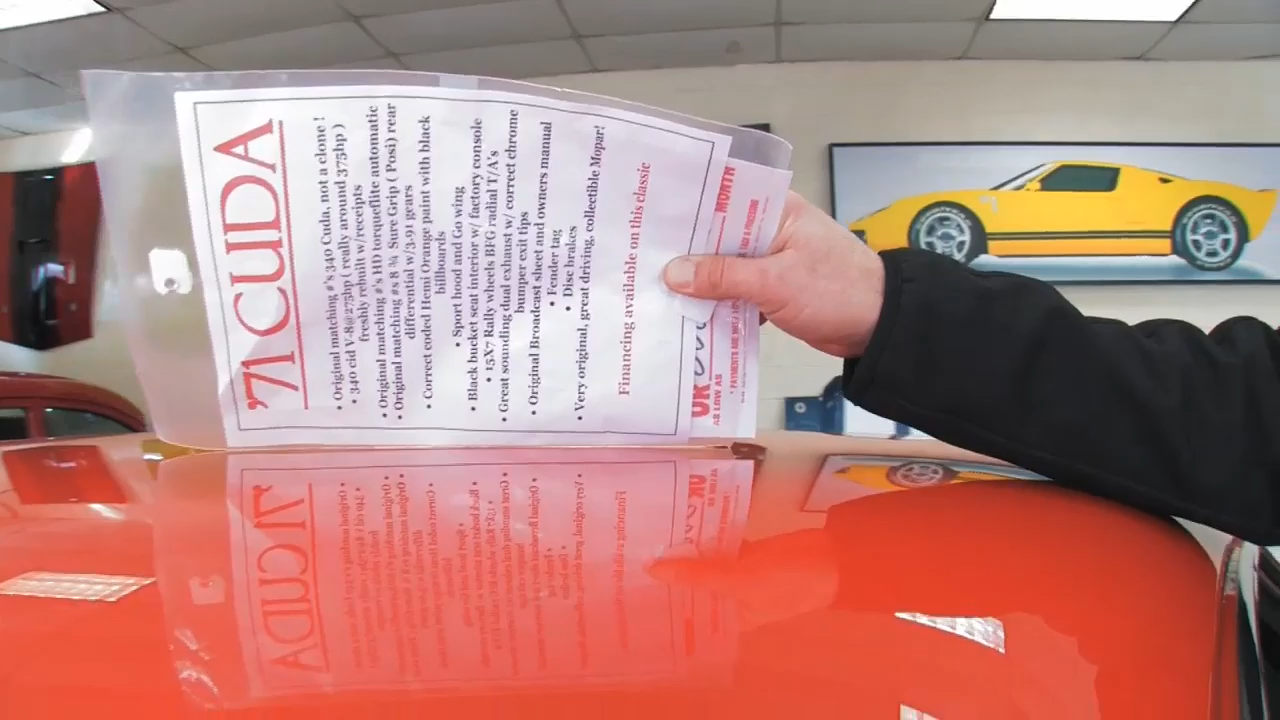 '71 CUDA
• Original matching #'s 340 Cuda, not a clone !
• 340 cid V-8@275hp ( really around 375hp )
freshly rebuilt w/receipts
• Original matching #'s HD torqueflite automatic
• Original matching #s 8 ¾ Sure Grip ( Posi) rear
differential w/3.91 gears
• Correct coded Hemi Orange paint with black
billboards
• Sport hood and Go wing
• Black bucket seat interior w/ factory console
• 15X7 Rally wheels BFG radial T/A's
• Great sounding dual exhaust w/ correct chrome
bumper exit tips
• Original Broadcast sheet and owners manual
• Fender tag
• Disc brakes
• Very original, great driving, collectible Mopar!
Financing available on this classic
OR
AS LOW AS
MONTH
• PAYMENTS ARE